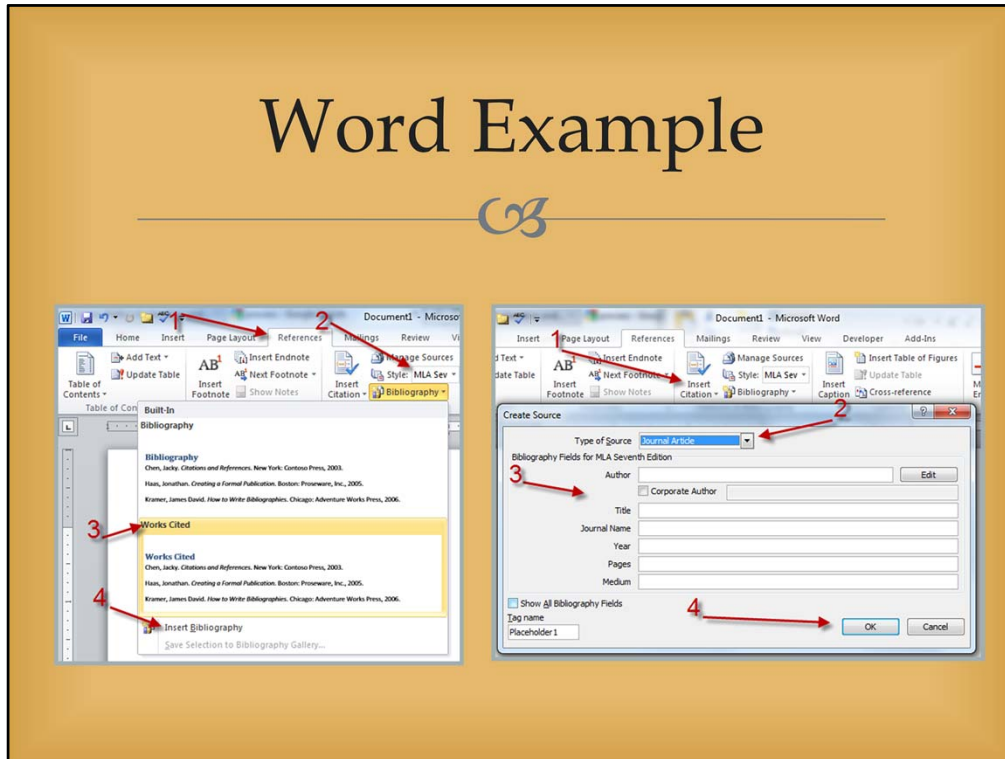 Word Example
1
2
Document1 - Microso
File Home Insert Page Layout References Mailings Review Vi
Add Text
Insert Endnote
Manage Sources
Update Table
AB1 Next Footnote
Style: MLA Sev
Table of Contents
Insert Footnote
Show Notes
Insert Citation
Bibliography
Table of Con
Built-In
Bibliography
Bibliography
Chen, Jacky. Citations and References. New York: Contoso Press, 2003.
Haas, Jonathan. Creating a Formal Publication. Boston: Proseware, Inc., 2005.
Kramer, James David. How to Write Bibliographies. Chicago: Adventure Works Press, 2006.
3
Works Cited
Works Cited
Chen, Jacky. Citations and References. New York: Contoso Press, 2003.
Haas, Jonathan. Creating a Formal Publication. Boston: Proseware, Inc., 2005.
Kramer, James David. How to Write Bibliographies. Chicago: Adventure Works Press, 2006.
4
Insert Bibliography
Save Selection to Bibliography Gallery...
Document1 - Microsoft Word
Insert Page Layout References Mailings Review View Developer Add-Ins
1
d Text
Insert Endnote
Manage Sources
Insert Table of Figures
date Table
AB1 Next Footnote
Style: MLA Sev
Update Table
Insert Footnote
Show Notes
Insert Citation
Bibliography
Insert Caption
Cross-reference
Create Source
2
Type of Source Journal Article
Bibliography Fields for MLA Seventh Edition
3
Author
Edit
Corporate Author
Title
Journal Name
Year
Pages
Medium
Show All Bibliography Fields
4
Tag name
Placeholder1
OK Cancel